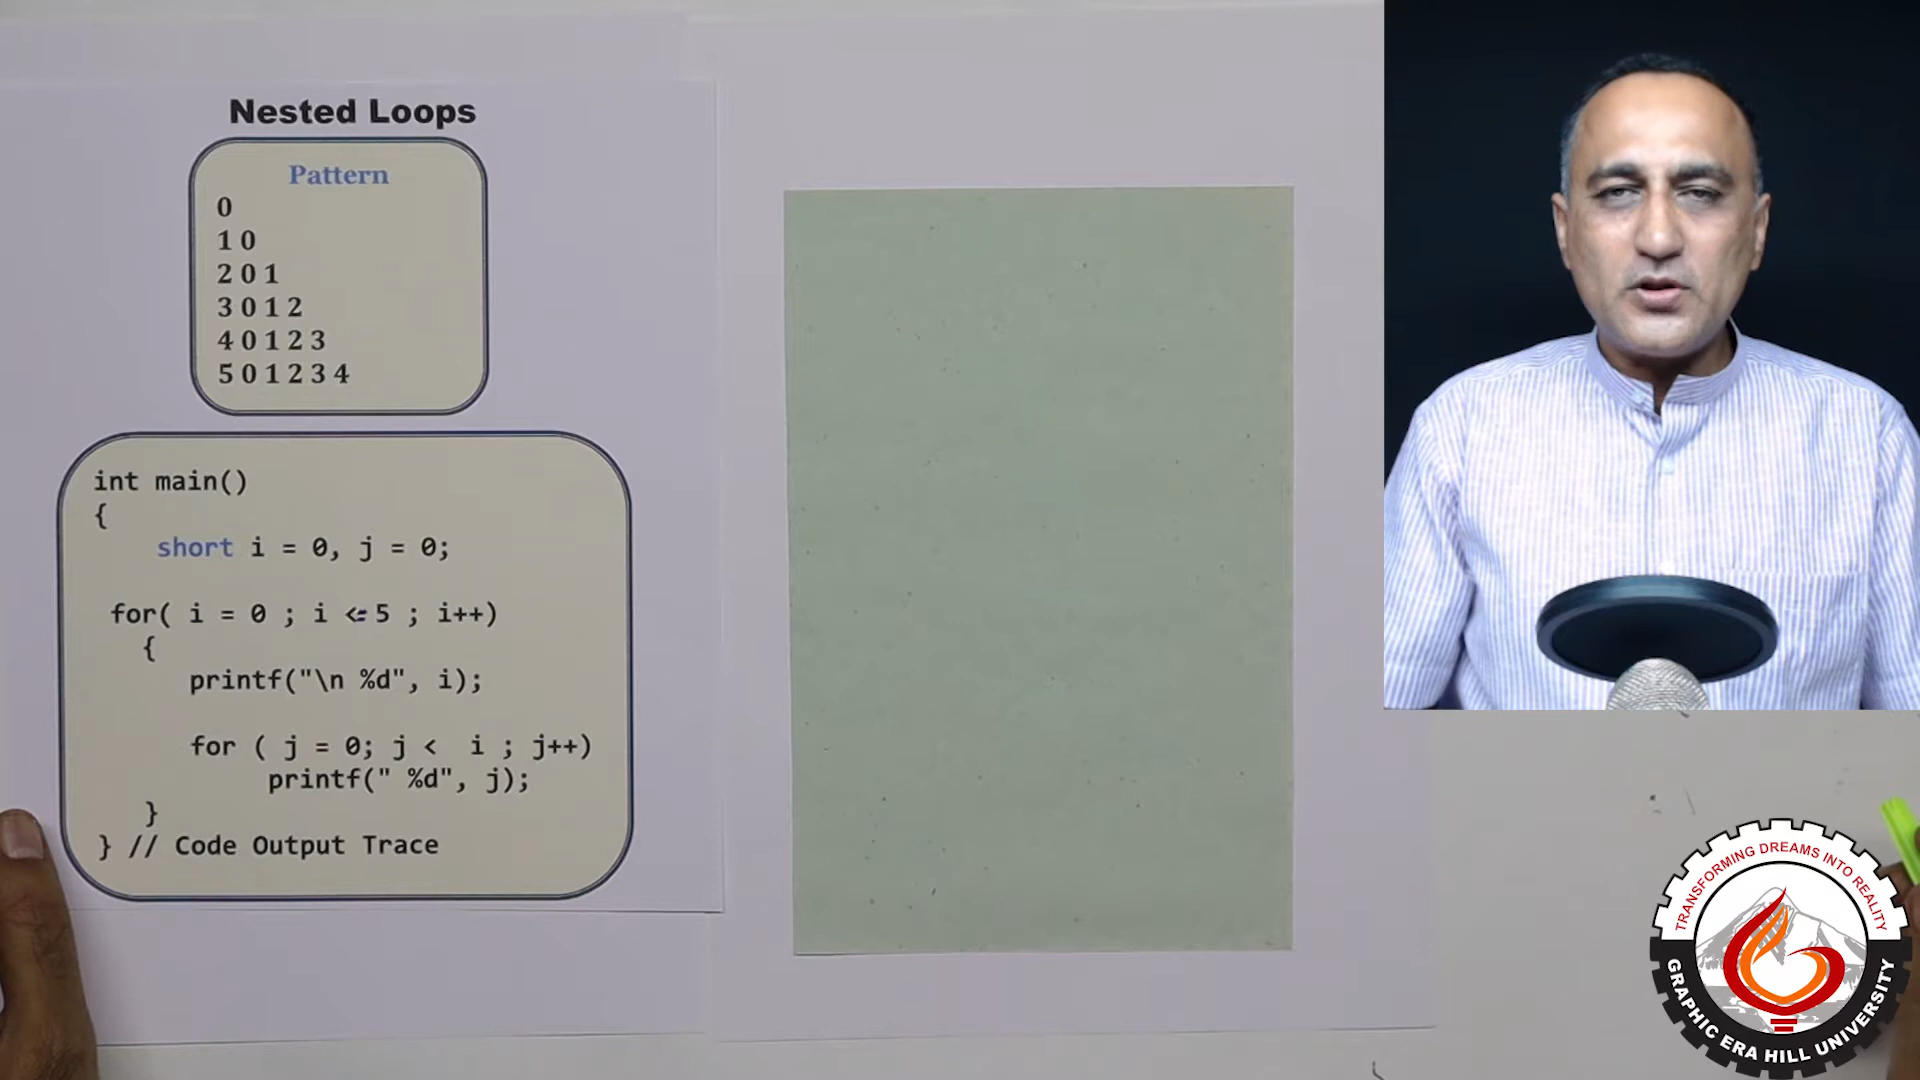 Nested Loops
Pattern
0
1 0
2 0 1
3 0 1 2
4 0 1 2 3
5 0 1 2 3 4
int main()
{
short i = 0, j = 0;
for( i = 0 ; i <= 5 ; i++)
{
printf("\n %d", i);
for ( j = 0; j < i ; j++)
printf(" %d", j);
}
} // Code Output Trace
TRANSFORMING DREAMS INTO REALITY
GRAPHIC ERA HILL UNIVERSITY